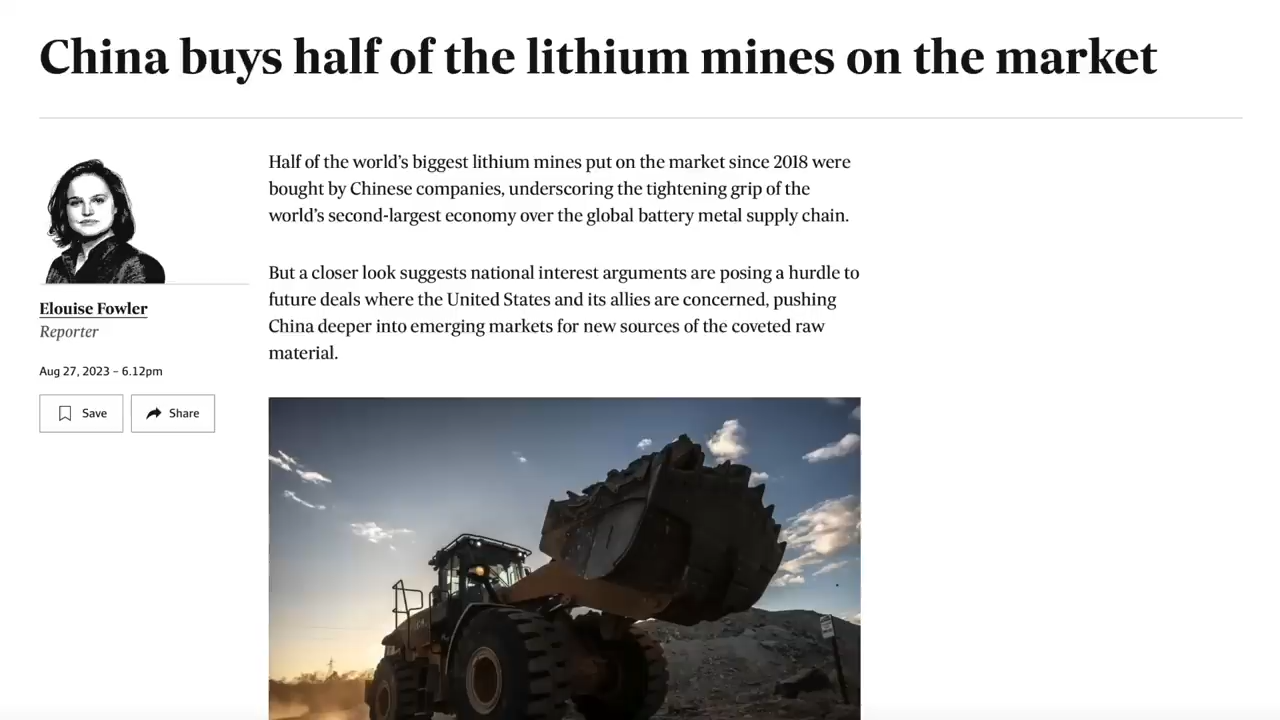 China buys half of the lithium mines on the market
Half of the world’s biggest lithium mines put on the market since 2018 were
bought by Chinese companies, underscoring the tightening grip of the
world’s second-largest economy over the global battery metal supply chain.
But a closer look suggests national interest arguments are posing a hurdle to
future deals where the United States and its allies are concerned, pushing
China deeper into emerging markets for new sources of the coveted raw
material.
Elouise Fowler
Reporter
Aug 27, 2023 – 6.12pm
Save
Share